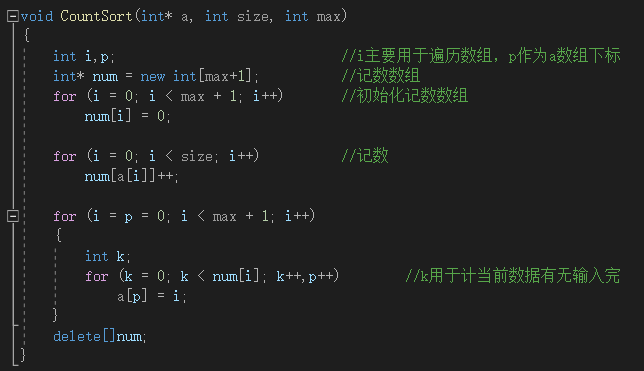 void CountSort(int* a, int size, int max)
{
int i,p; //i主要用于遍历数组，p作为a数组下标
int* num = new int[max+1]; //记数数组
for (i = 0; i < max + 1; i++) //初始化记数数组
num[i] = 0;
for (i = 0; i < size; i++) //记数
num[a[i]]++;
for (i = p = 0; i < max + 1; i++)
{
int k;
for (k = 0; k < num[i]; k++,p++) //k用于计当前数据有无输入完
a[p] = i;
}
delete[]num;
}